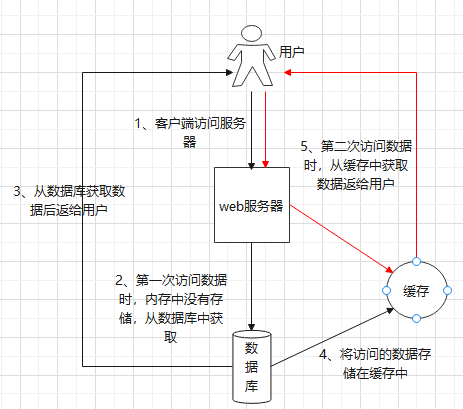 用户
1、客户端访问服务
器
5、第二次访问数据
时，从缓存中获取
数据返给用户
3、从数据库获取数
据后返给用户
web服务器
2、第一次访问数据
时，内存中没有存
储，从数据库中获
取
缓存
数
据
库
4、将访问的数据存
储在缓存中